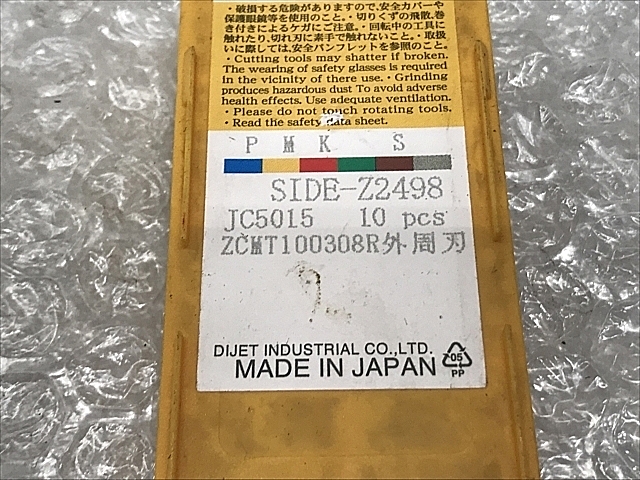 ・破損する危険がありますので､安全カバーや
保護眼鏡等を使用のこと。・切りくずの飛散､巻
き付きによるケガにご注意。・回転中の工具に
触れたり､切れ刃に素手で触れないこと。・取扱
いに際しては､安全パンフレットを参照のこと。
・Cutting tools may shatter if broken.
The wearing of safety glasses is required
in the vicinity of there use.・Grinding
produces hazardous dust To avoid adverse
health effects. Use adequate ventilation.
・Please do not touch rotating tools.
・Read the safety data sheet.
P M K S
SIDE-Z2498
JC5015 10 pcs
ZCMT100308R外周刃
DIJET INDUSTRIAL CO.,LTD.
MADE IN JAPAN
05
PP